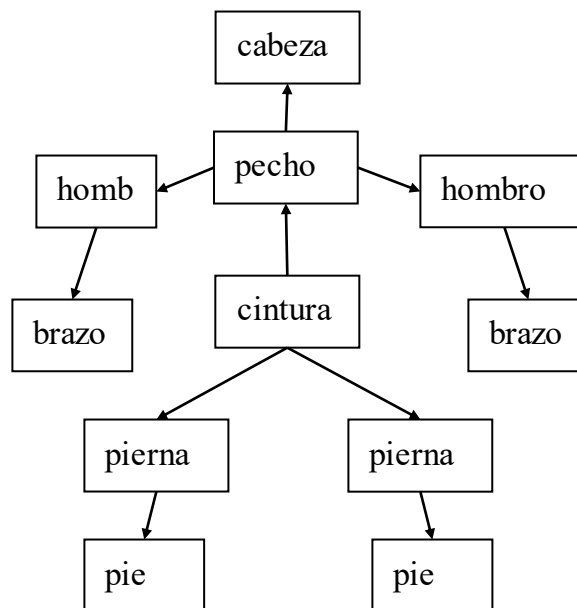 cabeza
pecho
homb
hombro
cintura
brazo
brazo
pierna
pierna
pie
pie